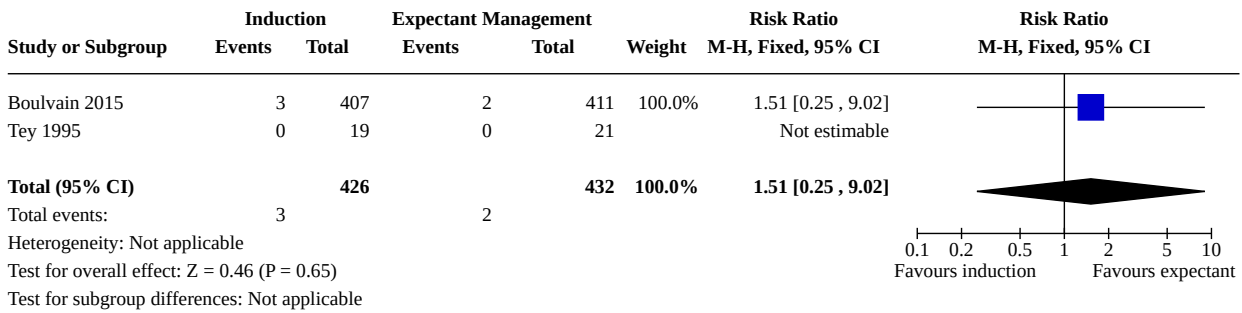 Induction Expectant Management Risk Ratio Risk Ratio
Study or Subgroup Events Total Events Total Weight M-H, Fixed, 95% CI M-H, Fixed, 95% CI
Boulvain 2015 3 407 2 411 100.0% 1.51 [0.25 , 9.02]
Tey 1995 0 19 0 21 Not estimable
Total (95% CI) 426 432 100.0% 1.51 [0.25 , 9.02]
Total events: 3 2
Heterogeneity: Not applicable
0.1 0.2 0.5 1 2 5 10
Test for overall effect: Z = 0.46 (P = 0.65)
Favours induction Favours expectant
Test for subgroup differences: Not applicable